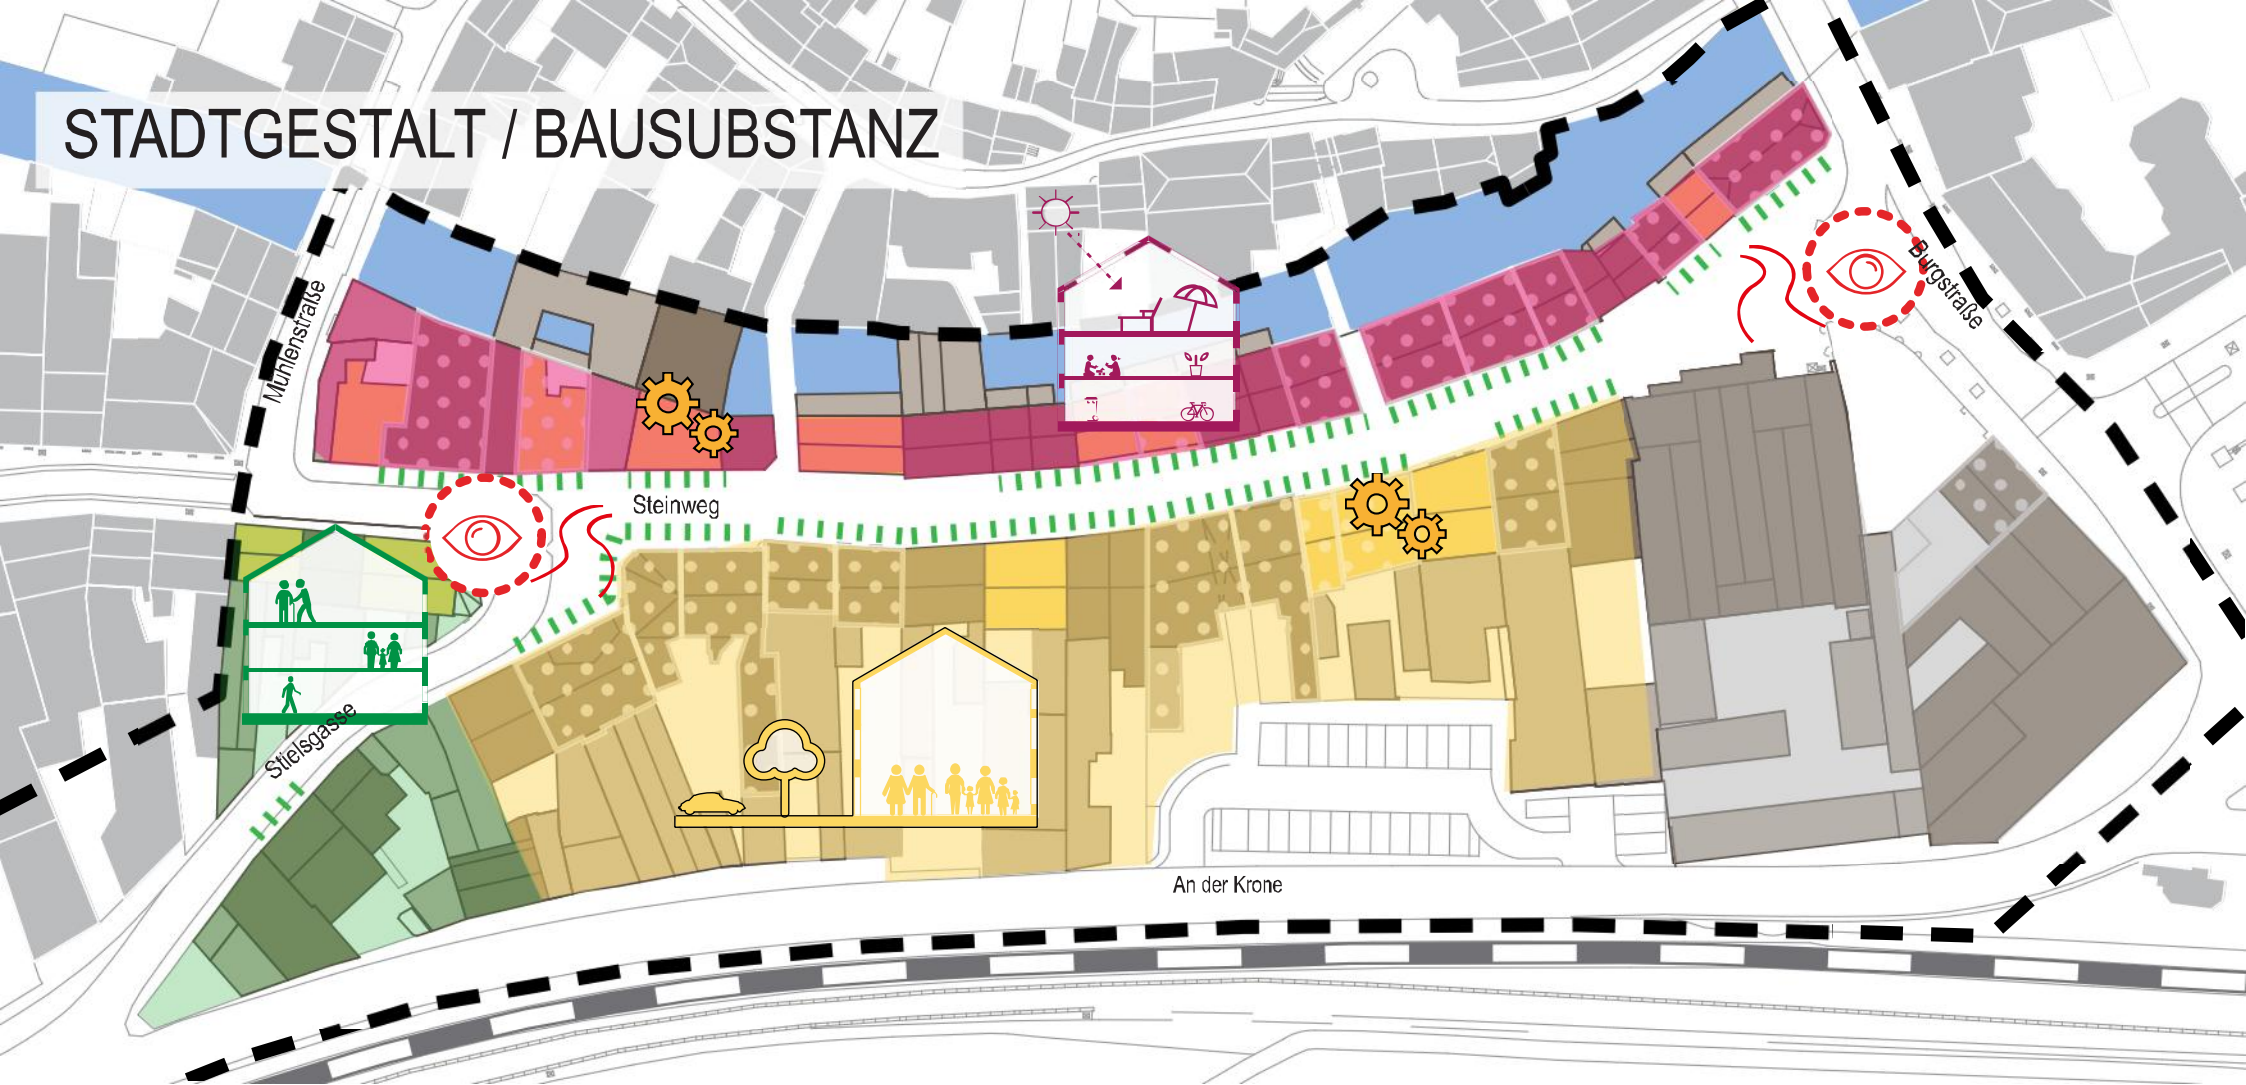 STADTGESTALT / BAUSUBSTANZ
Mühlenstraße
Burgstraße
Steinweg
Stielsgasse
An der Krone